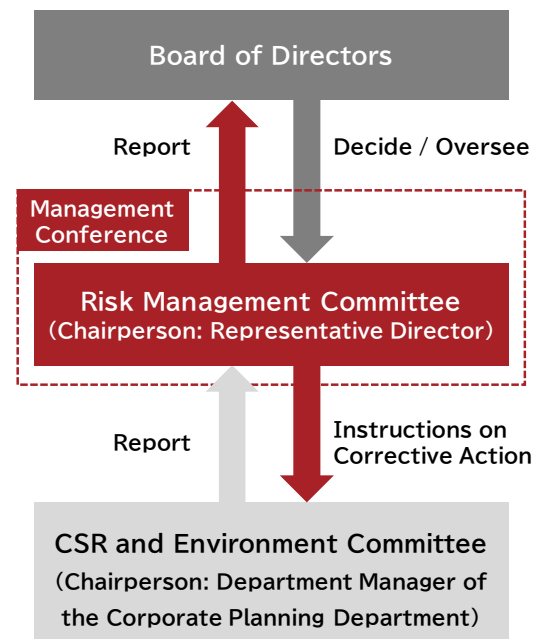 Board of Directors
Report
Decide / Oversee
Management
Conference
Risk Management Committee
(Chairperson: Representative Director)
Report
Instructions on
Corrective Action
CSR and Environment Committee
(Chairperson: Department Manager of
the Corporate Planning Department)